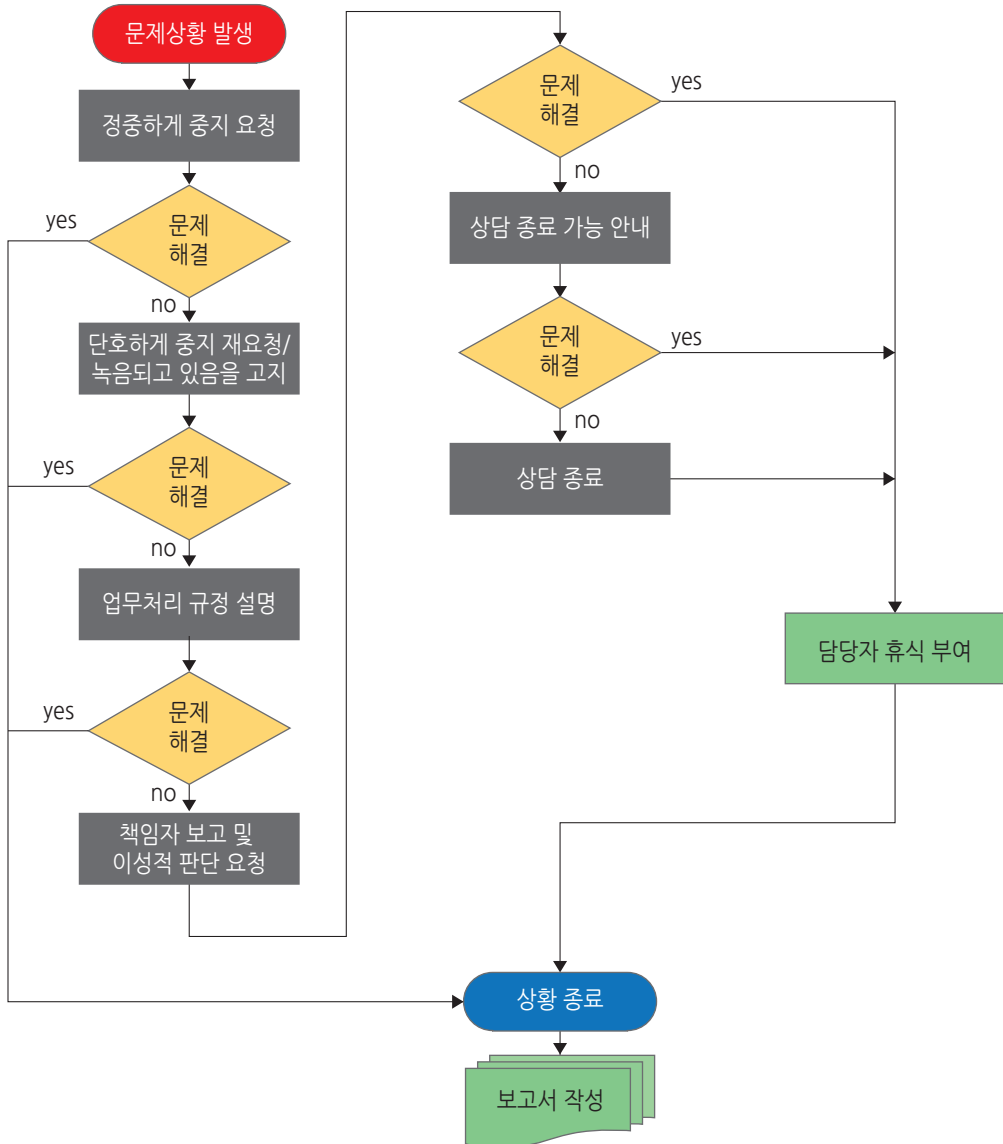 문제상황 발생
정중하게 중지 요청
문제
해결
yes
no
단호하게 중지 재요청/
녹음되고 있음을 고지
문제
해결
yes
no
업무처리 규정 설명
문제
해결
yes
no
책임자 보고 및
이성적 판단 요청
문제
해결
yes
no
상담 종료 가능 안내
문제
해결
yes
no
상담 종료
담당자 휴식 부여
상황 종료
보고서 작성